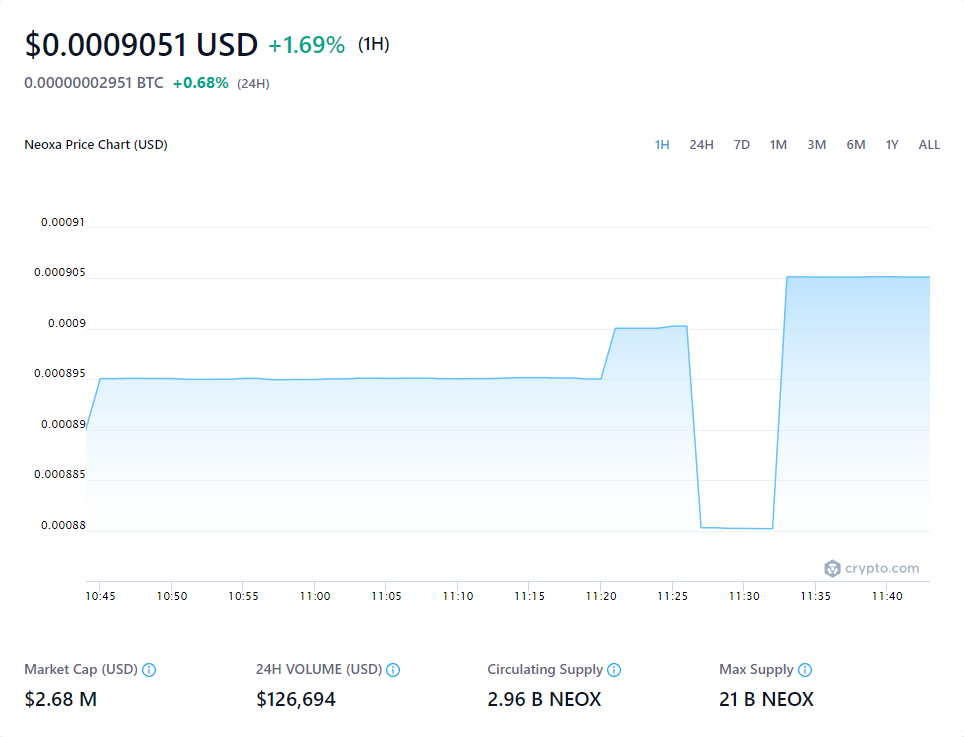 $0.0009051 USD +1.69% (1H)
0.00000002951 BTC +0.68% (24H)
Neoxa Price Chart (USD) 1H 24H 7D 1M 3M 6M 1Y ALL
0.00091
0.000905
0.0009
0.000895
0.00089
0.000885
0.00088
crypto.com
10:45 10:50 10:55 11:00 11:05 11:10 11:15 11:20 11:25 11:30 11:35 11:40
Market Cap (USD) 24H VOLUME (USD) Circulating Supply Max Supply
$2.68 M $126,694 2.96 B NEOX 21 B NEOX